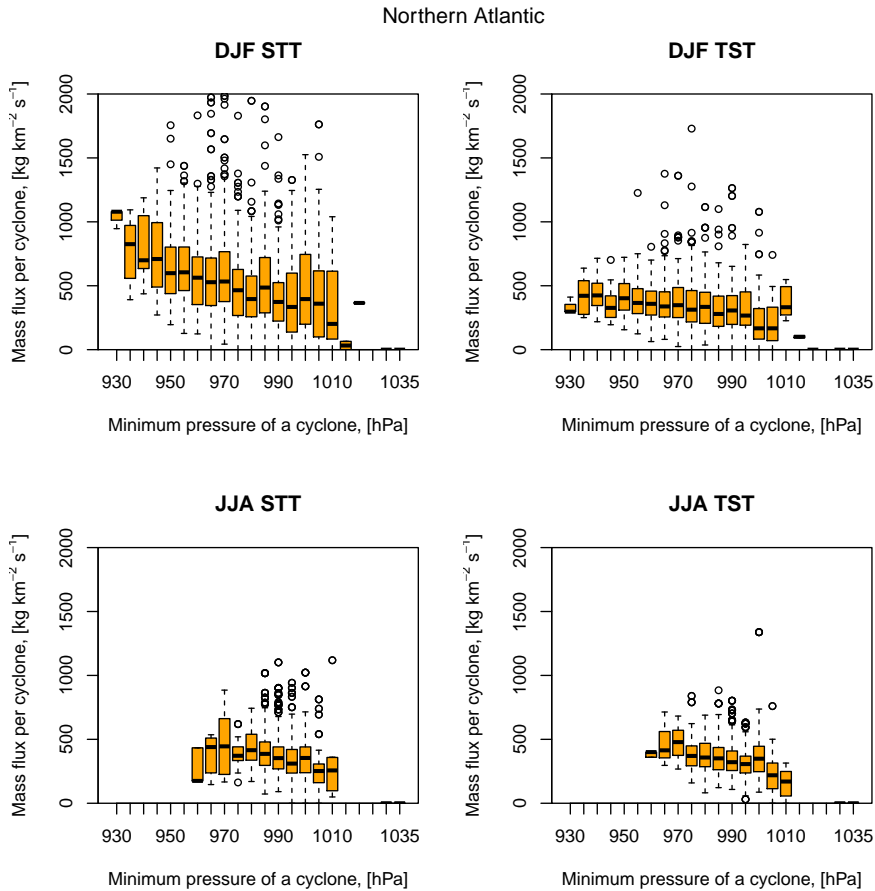 Northern Atlantic
DJF STT
Mass flux per cyclone, [kg km−2 s−1]
0 500 1000 1500 2000
930 950 970 990 1010 1035
Minimum pressure of a cyclone, [hPa]
DJF TST
Mass flux per cyclone, [kg km−2 s−1]
0 500 1000 1500 2000
930 950 970 990 1010 1035
Minimum pressure of a cyclone, [hPa]
JJA STT
Mass flux per cyclone, [kg km−2 s−1]
0 500 1000 1500 2000
930 950 970 990 1010 1035
Minimum pressure of a cyclone, [hPa]
JJA TST
Mass flux per cyclone, [kg km−2 s−1]
0 500 1000 1500 2000
930 950 970 990 1010 1035
Minimum pressure of a cyclone, [hPa]